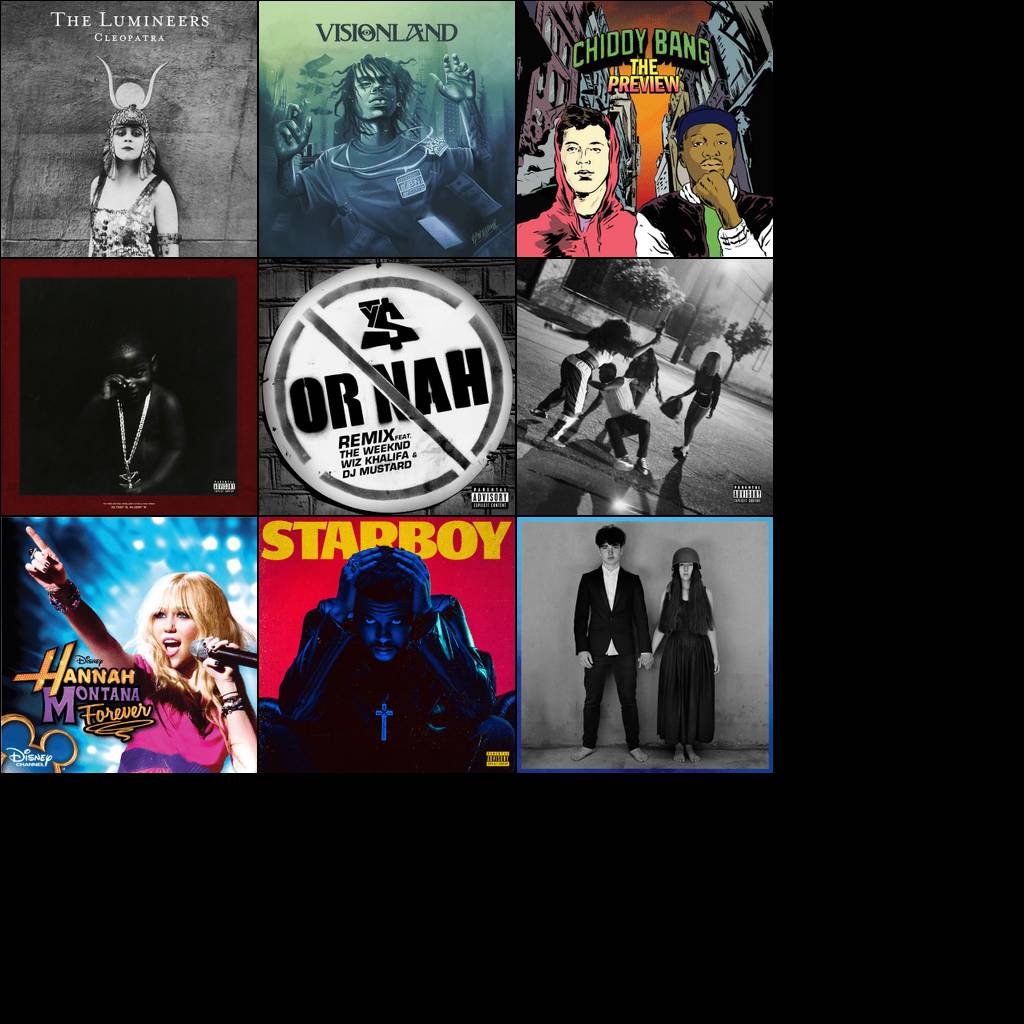 THE LUMINEERS
CLEOPATRA
VISIONLAND
CHIDDY BANG
THE
PREVIEW
PARENTAL
ADVISORY
EXPLICIT CONTENT
TY$
OR NAH
REMIX FEAT.
THE WEEKND
WIZ KHALIFA &
DJ MUSTARD
PARENTAL
ADVISORY
EXPLICIT CONTENT
PARENTAL
ADVISORY
EXPLICIT CONTENT
Disney
HANNAH
MONTANA
Forever
Disney
CHANNEL
STARBOY
PARENTAL
ADVISORY
EXPLICIT CONTENT